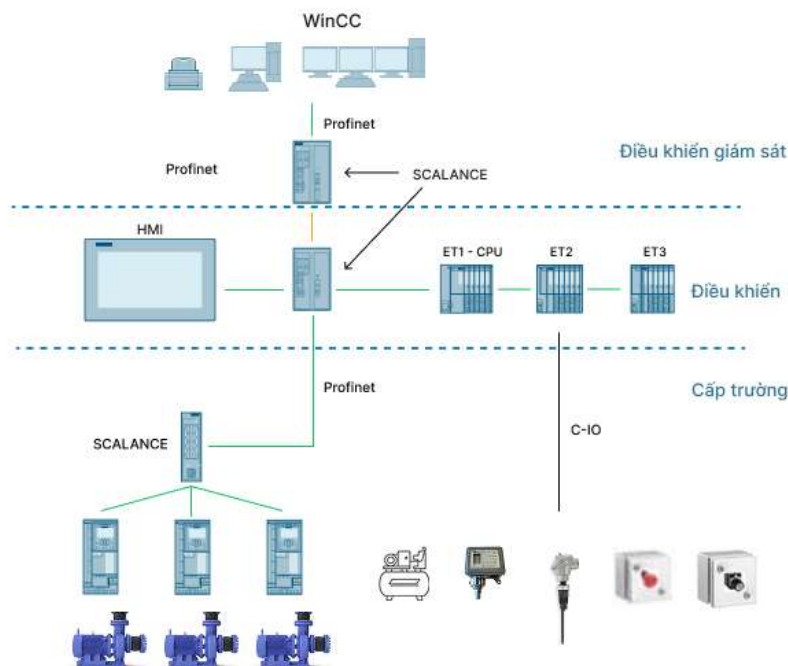 WinCC
Profinet
Điều khiển giám sát
Profinet
SCALANCE
HMI
ET1 - CPU
ET2
ET3
Điều khiển
Profinet
Cấp trường
SCALANCE
C-IO